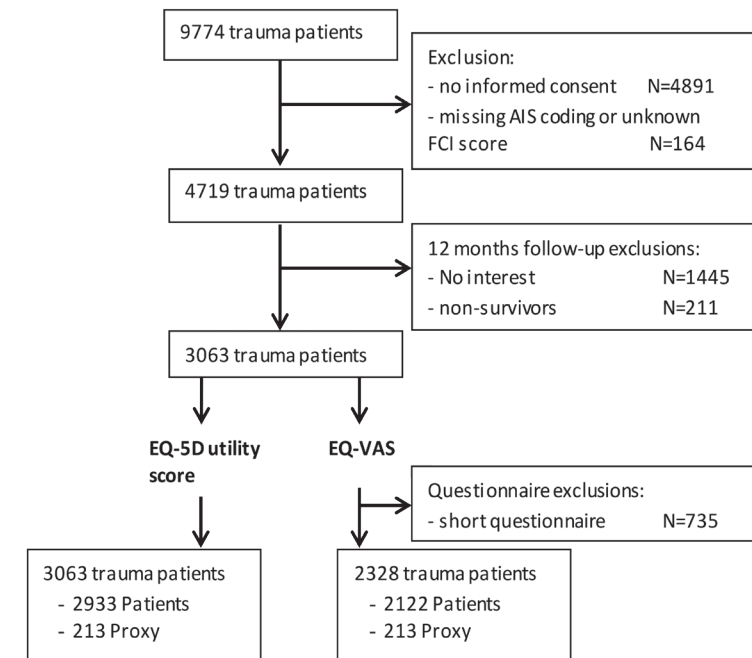 9774 trauma patients
Exclusion:
- no informed consent N=4891
- missing AIS coding or unknown
FCI score N=164
4719 trauma patients
12 months follow-up exclusions:
- No interest N=1445
- non-survivors N=211
3063 trauma patients
EQ-5D utility
score
EQ-VAS
Questionnaire exclusions:
- short questionnaire N=735
3063 trauma patients
- 2933 Patients
- 213 Proxy
2328 trauma patients
- 2122 Patients
- 213 Proxy